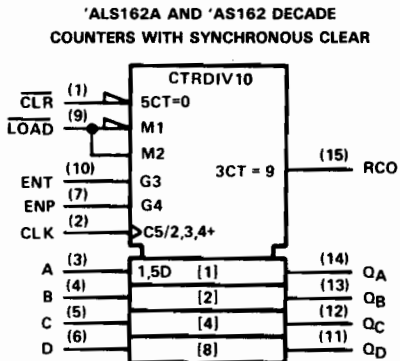 'ALS162A AND 'AS162 DECADE
COUNTERS WITH SYNCHRONOUS CLEAR
CTRDIV10
CLR (1) 5CT=0
LOAD (9) M1
M2
ENT (10) G3 3CT = 9 (15) RCO
ENP (7) G4
CLK (2) C5/2,3,4+
A (3) 1,5D [1] (14) QA
B (4) [2] (13) QB
C (5) [4] (12) QC
D (6) [8] (11) QD